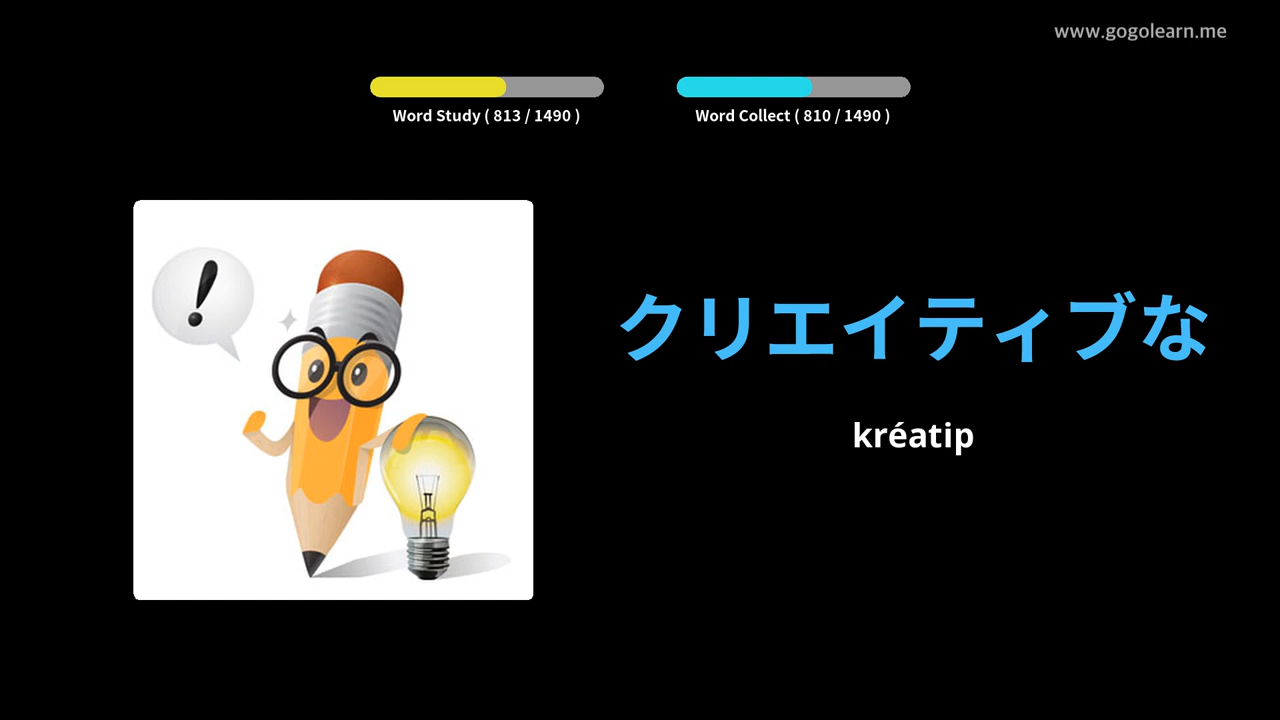 www.gogolearn.me
Word Study ( 813 / 1490 )
Word Collect ( 810 / 1490 )
!
クリエイティブな
kréatip